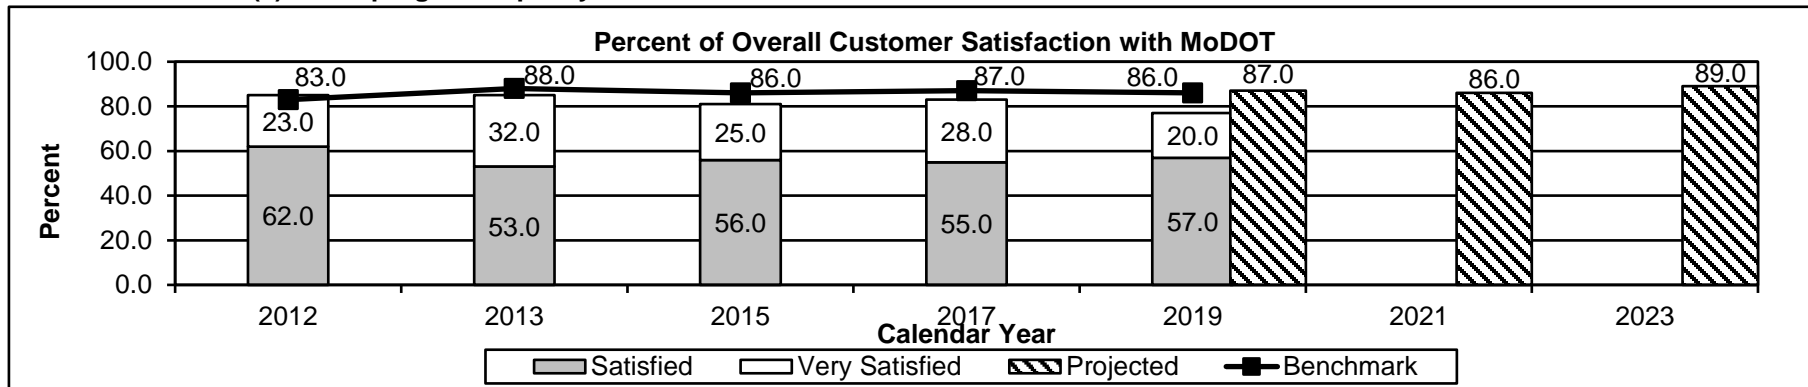 Percent of Overall Customer Satisfaction with MoDOT
100.0
80.0
60.0
40.0
20.0
0.0
Percent
83.0 88.0 86.0 87.0 86.0 87.0 86.0 89.0
23.0 32.0 25.0 28.0 20.0
62.0 53.0 56.0 55.0 57.0
2012 2013 2015 2017 2019 2021 2023
Calendar Year
Satisfied Very Satisfied Projected Benchmark